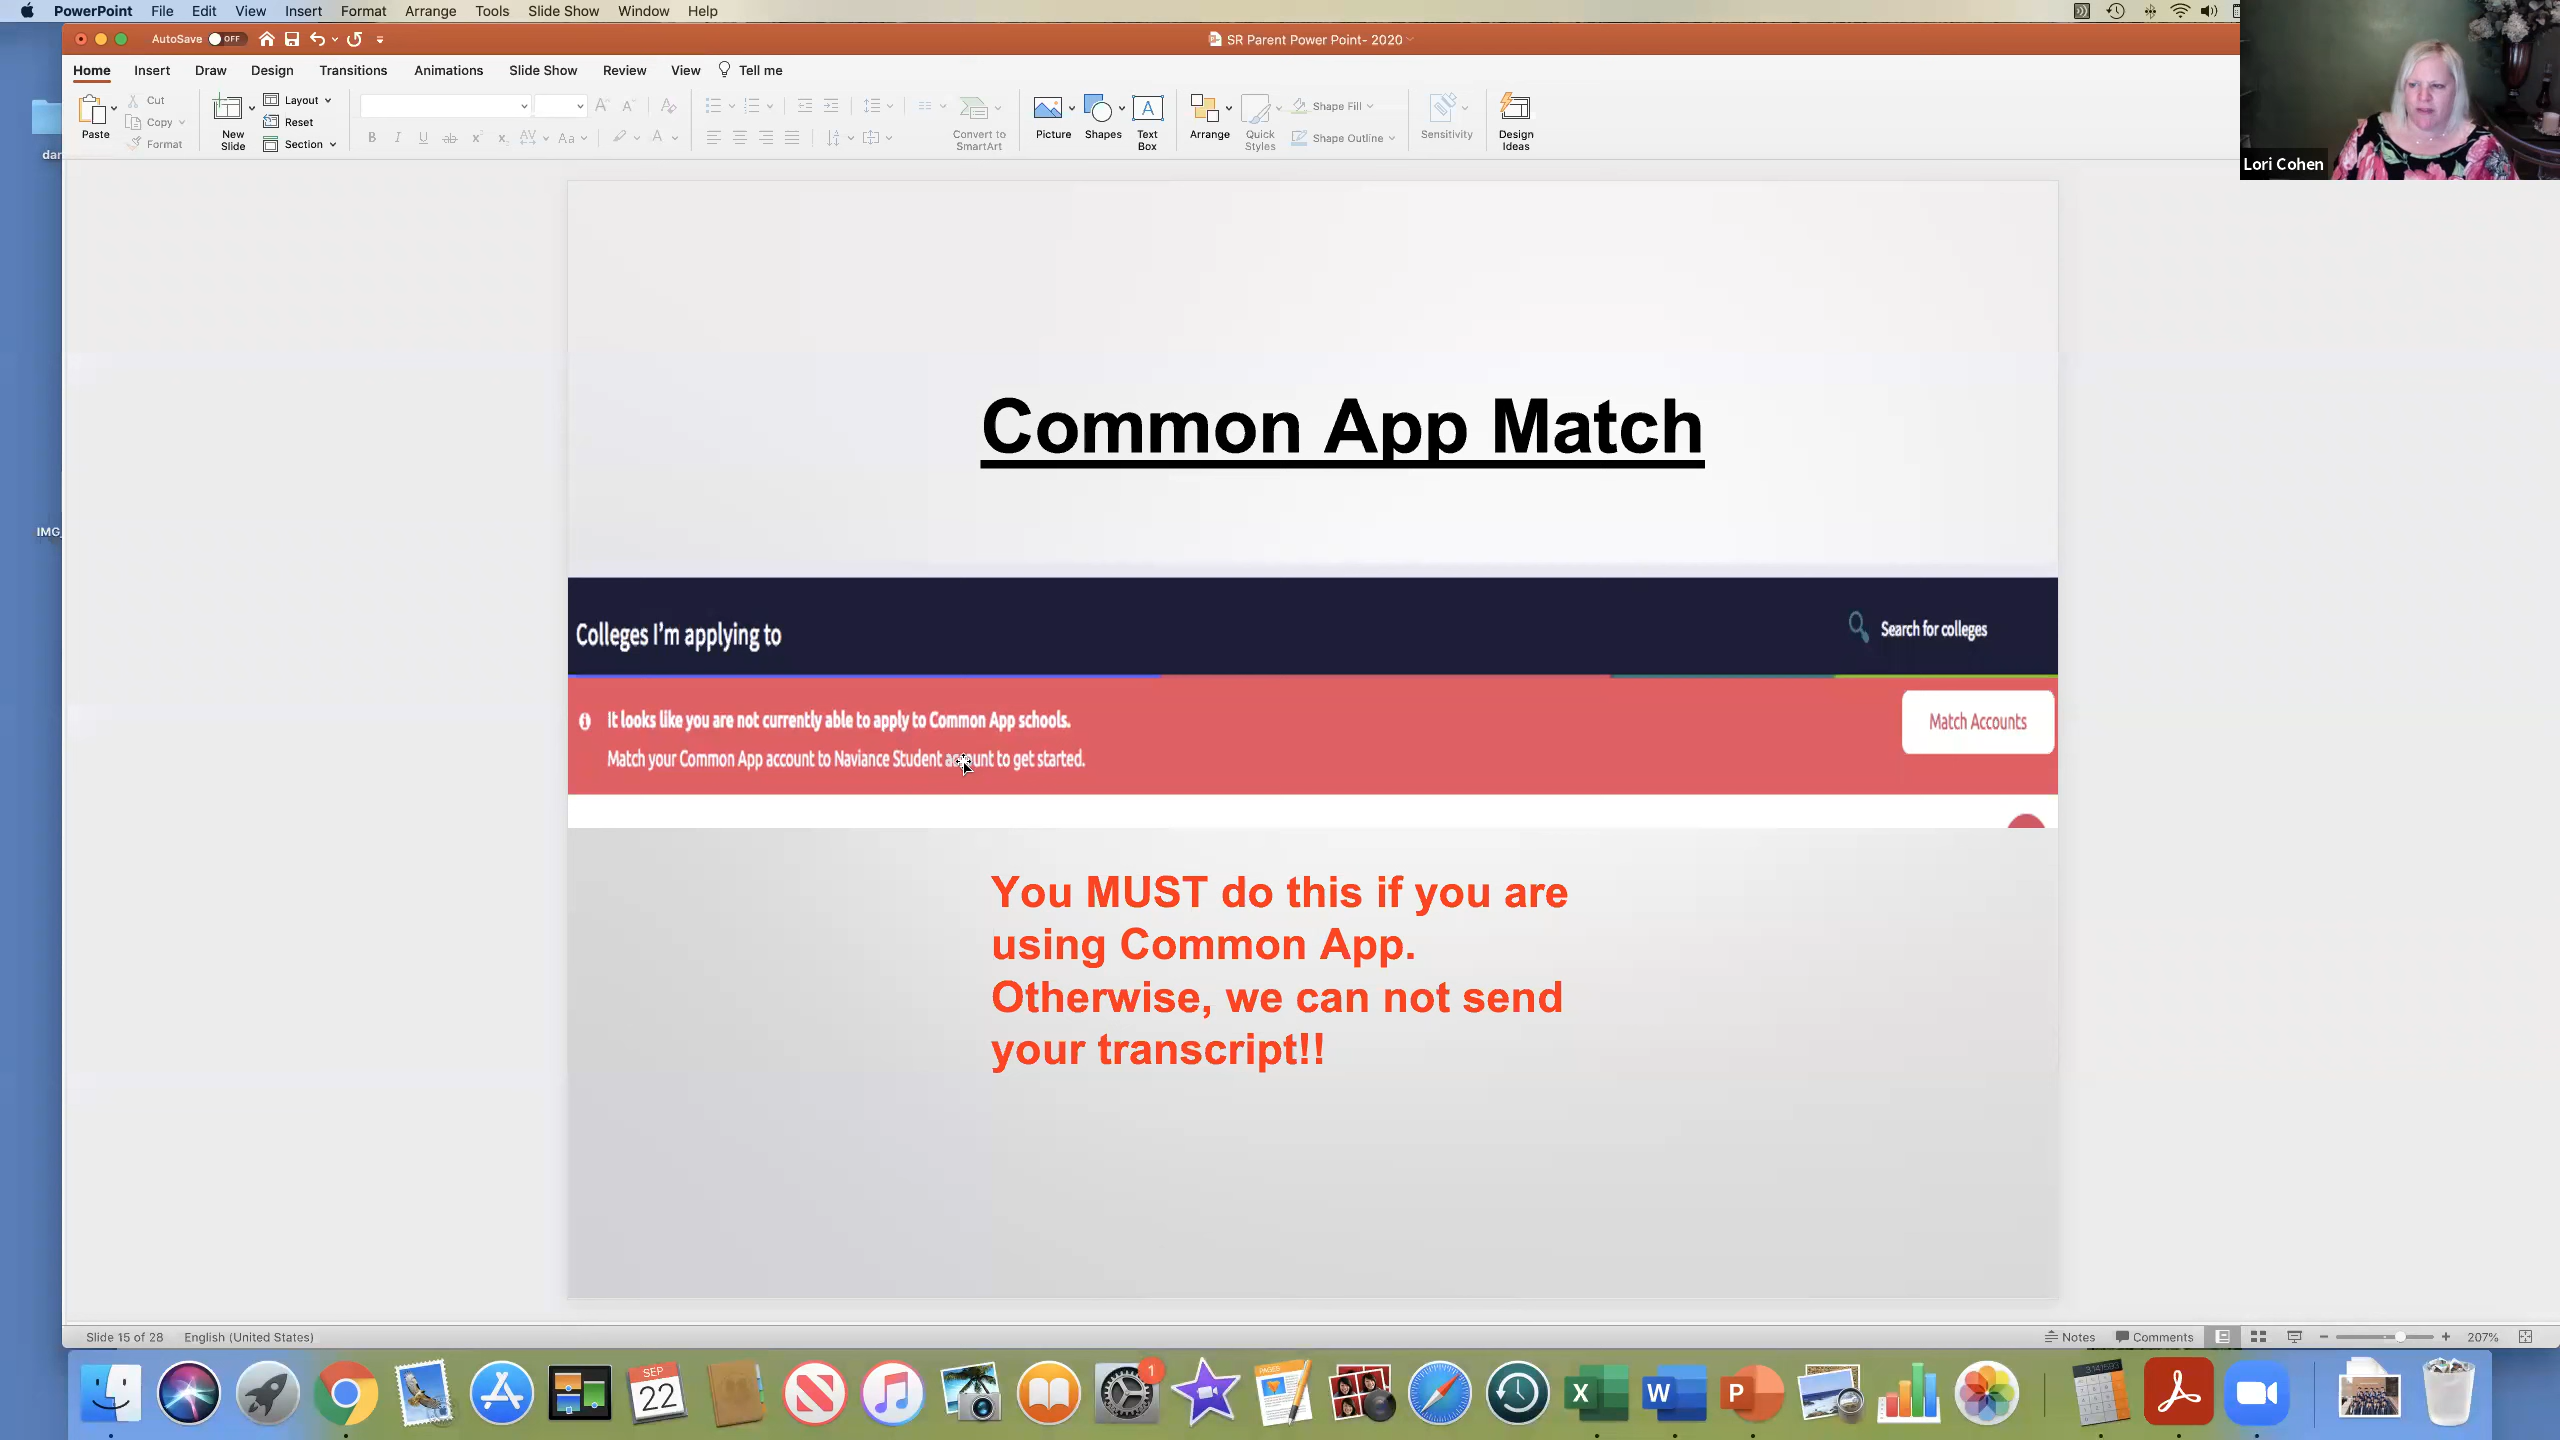 PowerPoint File Edit View Insert Format Arrange Tools Slide Show Window Help
AutoSave OFF
SR Parent Power Point- 2020
Home Insert Draw Design Transitions Animations Slide Show Review View Tell me
Paste
Cut
Copy
Format
New
Slide
Layout
Reset
Section
B I U
Aa
A
Convert to
SmartArt
Picture
Shapes
Text
Box
Arrange
Quick
Styles
Shape Fill
Shape Outline
Sensitivity
Design
Ideas
Lori Cohen
dar
IMG_
Common App Match
Colleges I'm applying to
Search for colleges
It looks like you are not currently able to apply to Common App schools.
Match your Common App account to Naviance Student account to get started.
Match Accounts
You MUST do this if you are
using Common App.
Otherwise, we can not send
your transcript!!
Slide 15 of 28 English (United States)
Notes Comments 207%
SEP
22
1
PAGES
X
W
P